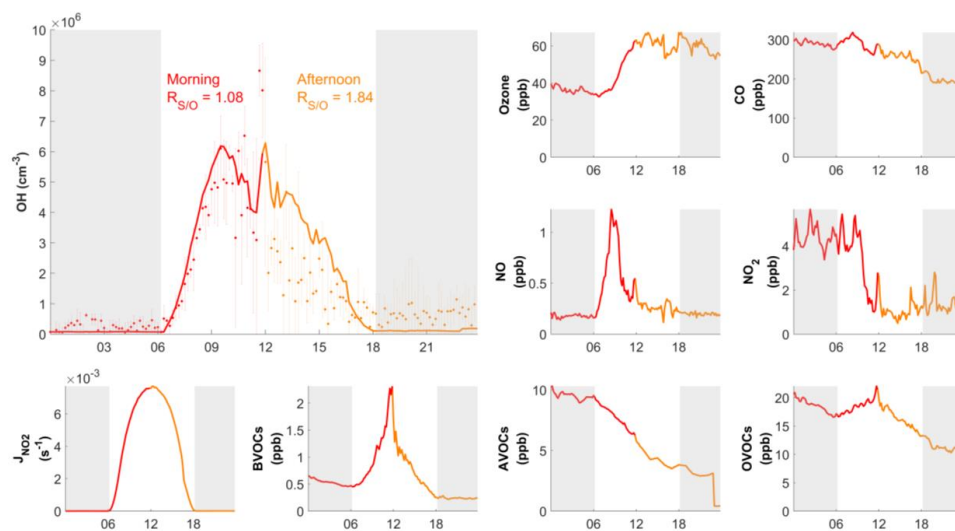 ×10⁶
10
9
8
7
6
5
4
3
2
1
0
OH (cm⁻³)
Morning
R_S/O = 1.08
Afternoon
R_S/O = 1.84
03 06 09 12 15 18 21
60
40
20
0
Ozone
(ppb)
06 12 18
300
200
100
0
CO
(ppb)
06 12 18
1
0.5
0
NO
(ppb)
06 12 18
6
4
2
0
NO₂
(ppb)
06 12 18
×10⁻³
6
4
2
0
J_NO2
(s⁻¹)
06 12 18
2
1.5
1
0.5
0
BVOCs
(ppb)
06 12 18
10
5
0
AVOCs
(ppb)
06 12 18
20
15
10
5
0
OVOCs
(ppb)
06 12 18